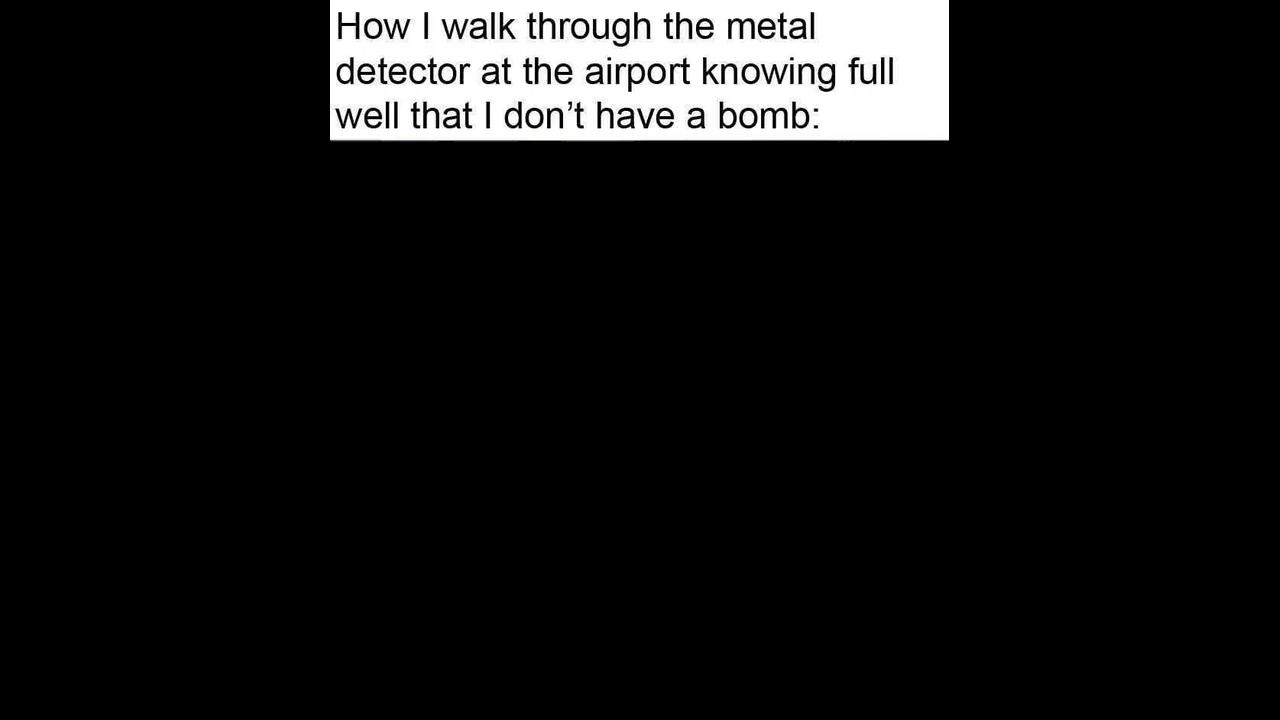 How I walk through the metal
detector at the airport knowing full
well that I don’t have a bomb: